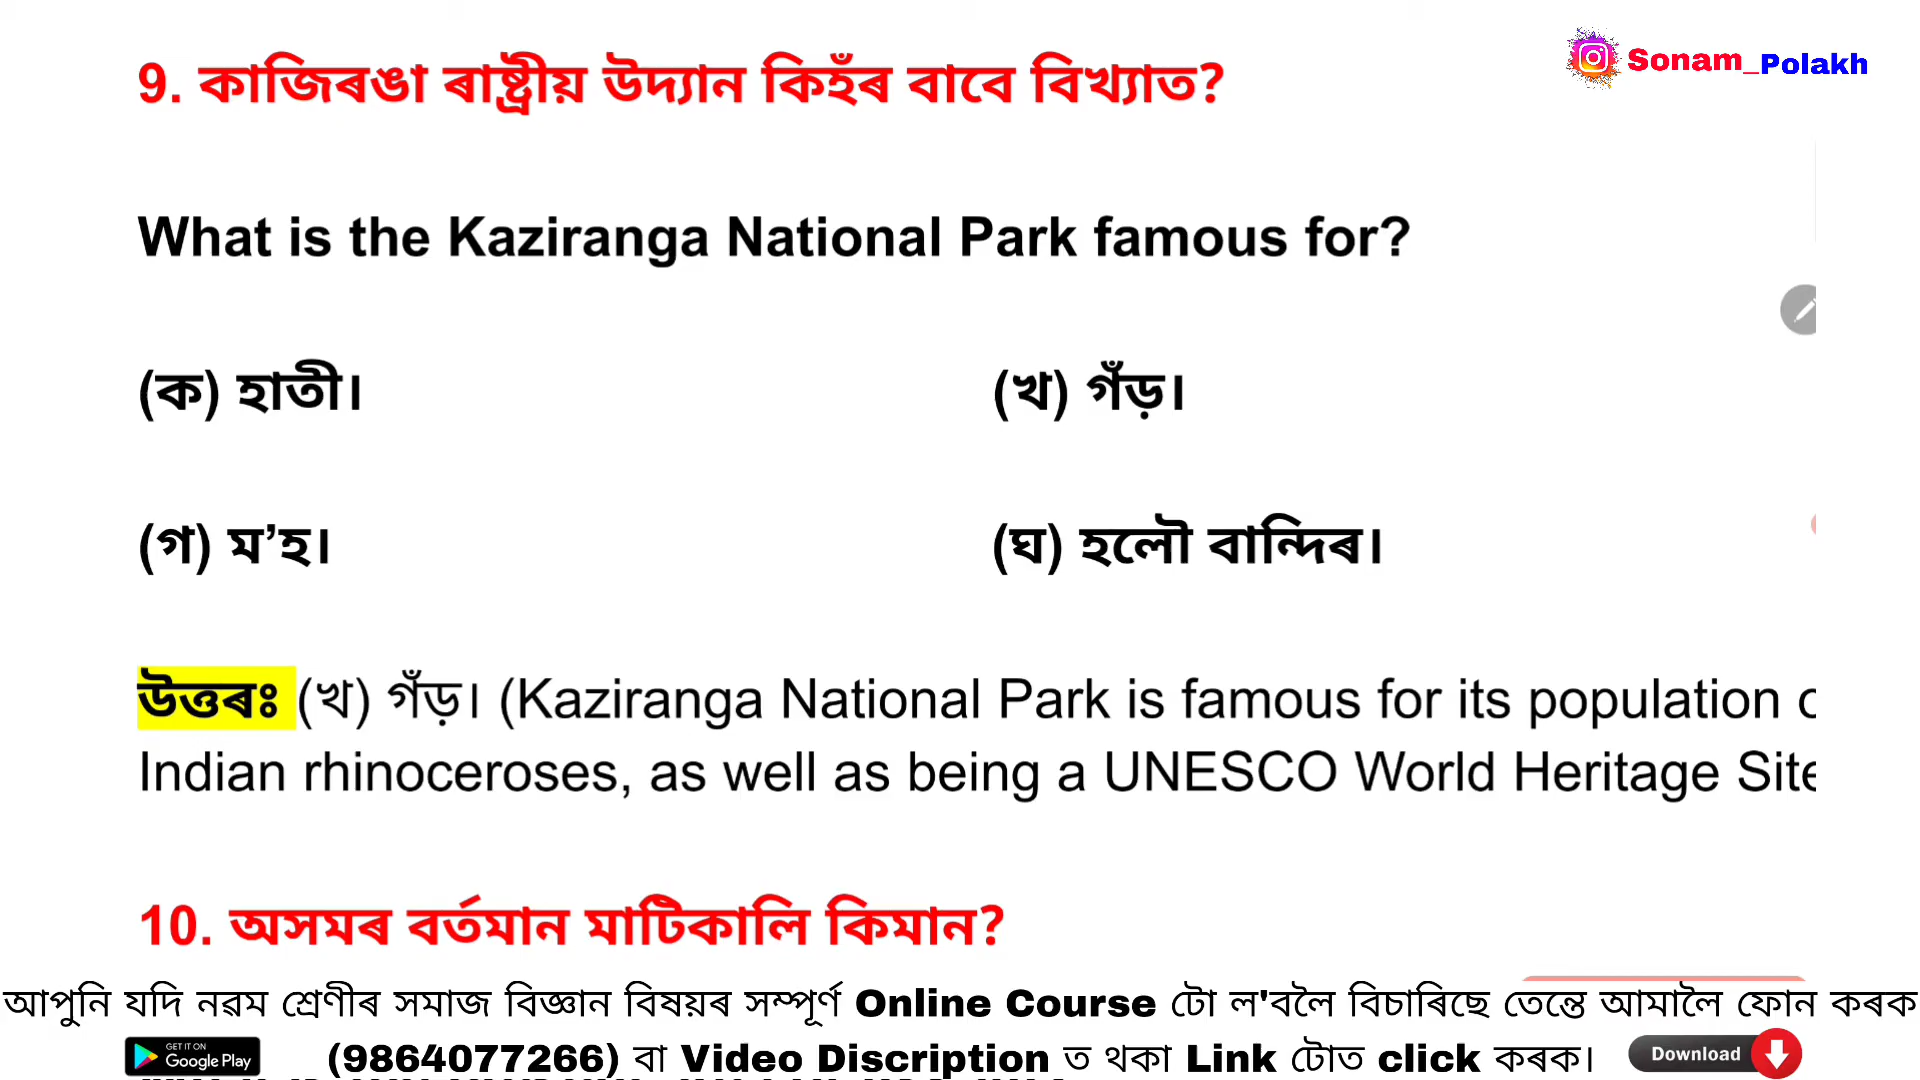 Sonam_Polakh
9. কাজিৰঙা ৰাষ্ট্ৰীয় উদ্যান কিহঁৰ বাবে বিখ্যাত?
What is the Kaziranga National Park famous for?
(ক) হাতী। (খ) গঁড়।
(গ) ম’হ। (ঘ) হলৌ বান্দিৰ।
উত্তৰঃ (খ) গঁড়। (Kaziranga National Park is famous for its population
Indian rhinoceroses, as well as being a UNESCO World Heritage Site
10. অসমৰ বৰ্তমান মাটিকালি কিমান?
আপুনি যদি নৱম শ্ৰেণীৰ সমাজ বিজ্ঞান বিষয়ৰ সম্পূৰ্ণ Online Course টো ল'বলৈ বিচাৰিছে তেন্তে আমালৈ ফোন কৰক
GET IT ON
Google Play
(9864077266) বা Video Discription ত থকা Link টোত click কৰক।
Download